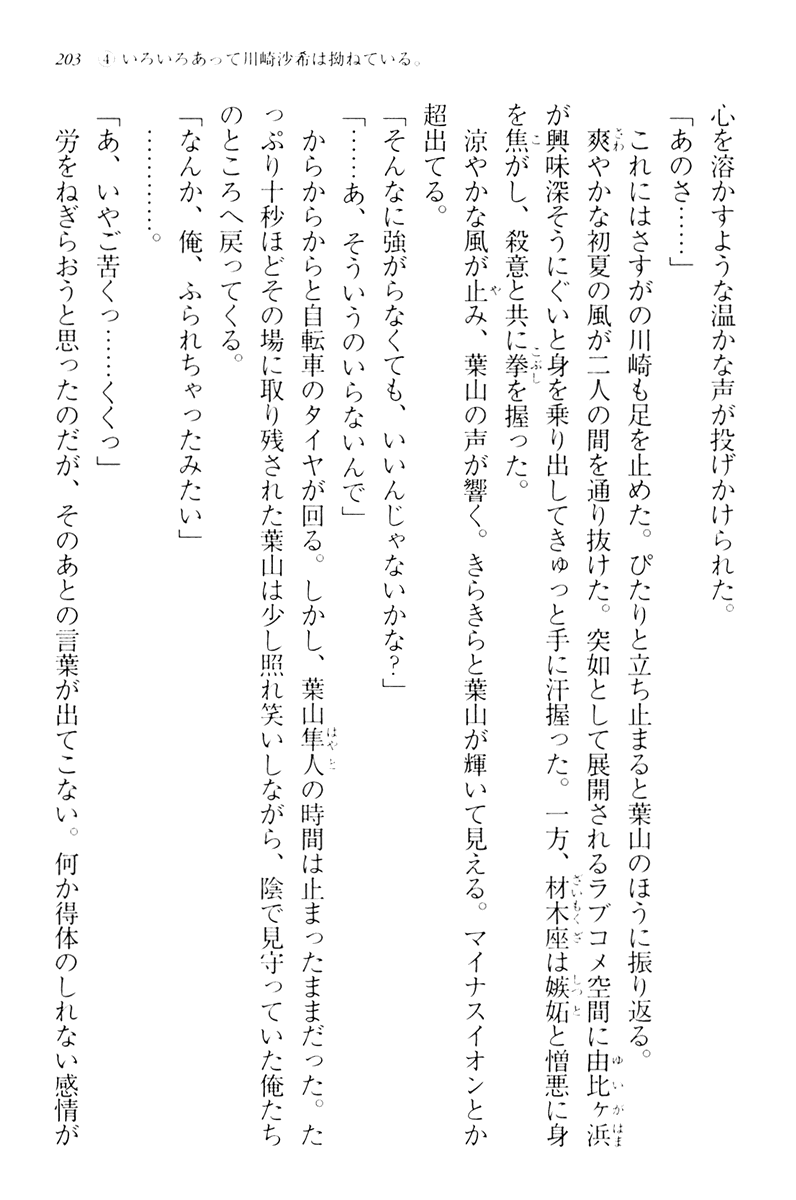 203 ④ いろいろあって川崎沙希は拗ねている。
心を溶かすような温かな声が投げかけられた。
「あのさ……」
これにはさすがの川崎も足を止めた。ぴたりと立ち止まると葉山のほうに振り返る。
爽やかな初夏の風が二人の間を通り抜けた。突如として展開されるラブコメ空間に由比ヶ浜
が興味深そうにぐいと身を乗り出してきゅっと手に汗握った。一方、材木座は嫉妬と憎悪に身
を焦がし、殺意と共に拳を握った。
涼やかな風が止み、葉山の声が響く。きらきらと葉山が輝いて見える。マイナスイオンとか
超出てる。
「そんなに強がらなくても、いいんじゃないかな?」
「……あ、そういうのいらないんで」
からからからと自転車のタイヤが回る。しかし、葉山隼人の時間は止まったままだった。た
っぷり十秒ほどその場に取り残された葉山は少し照れ笑いしながら、陰で見守っていた俺たち
のところへ戻ってくる。
「なんか、俺、ふられちゃったみたい」
…………。
「あ、いやご苦くっ……くくっ」
労をねぎらおうと思ったのだが、そのあとの言葉が出てこない。何か得体のしれない感情が